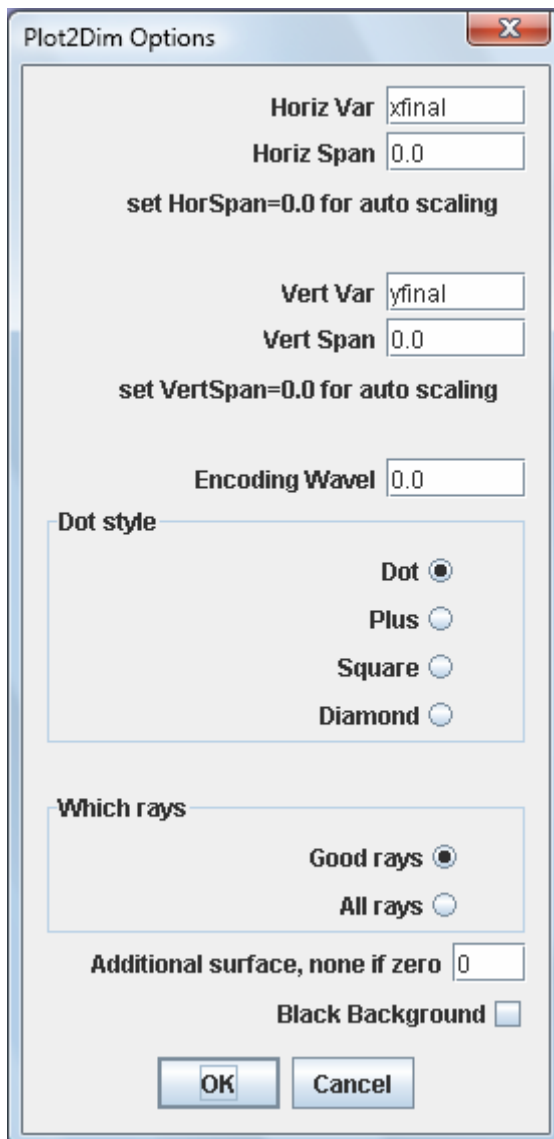 Plot2Dim Options
Horiz Var xfinal
Horiz Span 0.0
set HorSpan=0.0 for auto scaling
Vert Var yfinal
Vert Span 0.0
set VertSpan=0.0 for auto scaling
Encoding Wavel 0.0
Dot style
Dot
Plus
Square
Diamond
Which rays
Good rays
All rays
Additional surface, none if zero 0
Black Background
OK Cancel